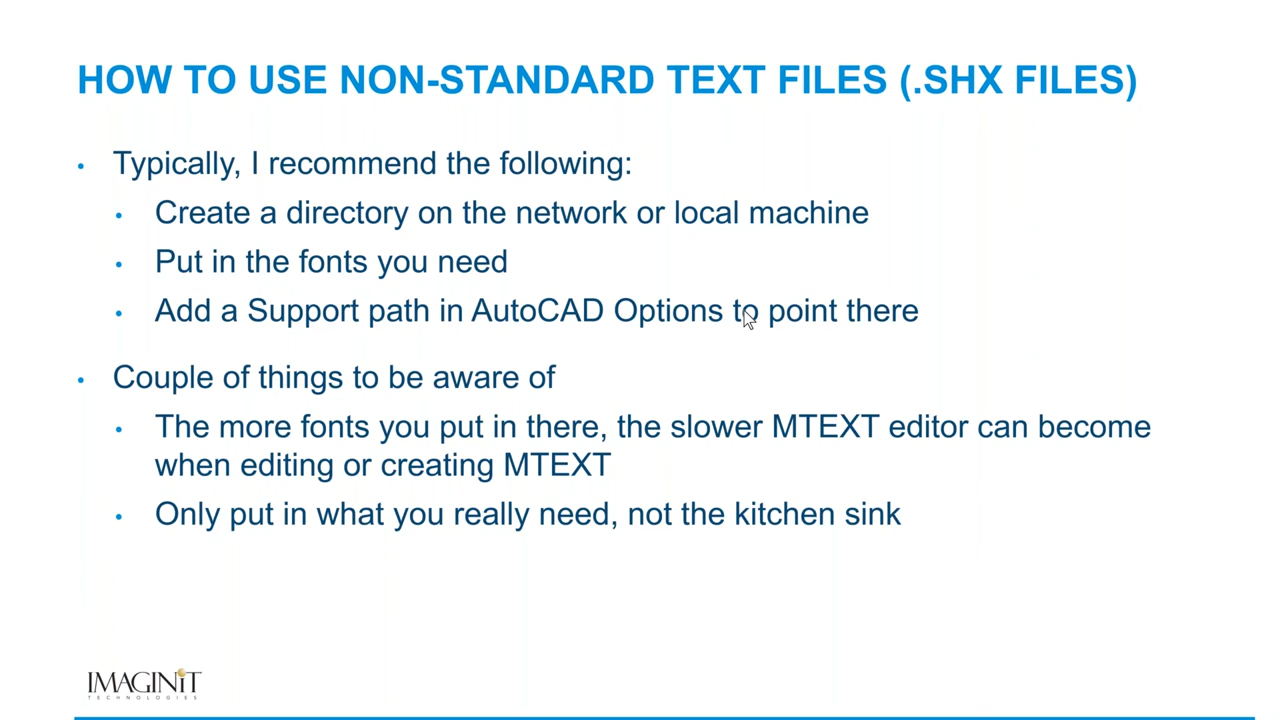 HOW TO USE NON-STANDARD TEXT FILES (.SHX FILES)
• Typically, I recommend the following:
• Create a directory on the network or local machine
• Put in the fonts you need
• Add a Support path in AutoCAD Options to point there
• Couple of things to be aware of
• The more fonts you put in there, the slower MTEXT editor can become
when editing or creating MTEXT
• Only put in what you really need, not the kitchen sink
IMAGINiT
TECHNOLOGIES